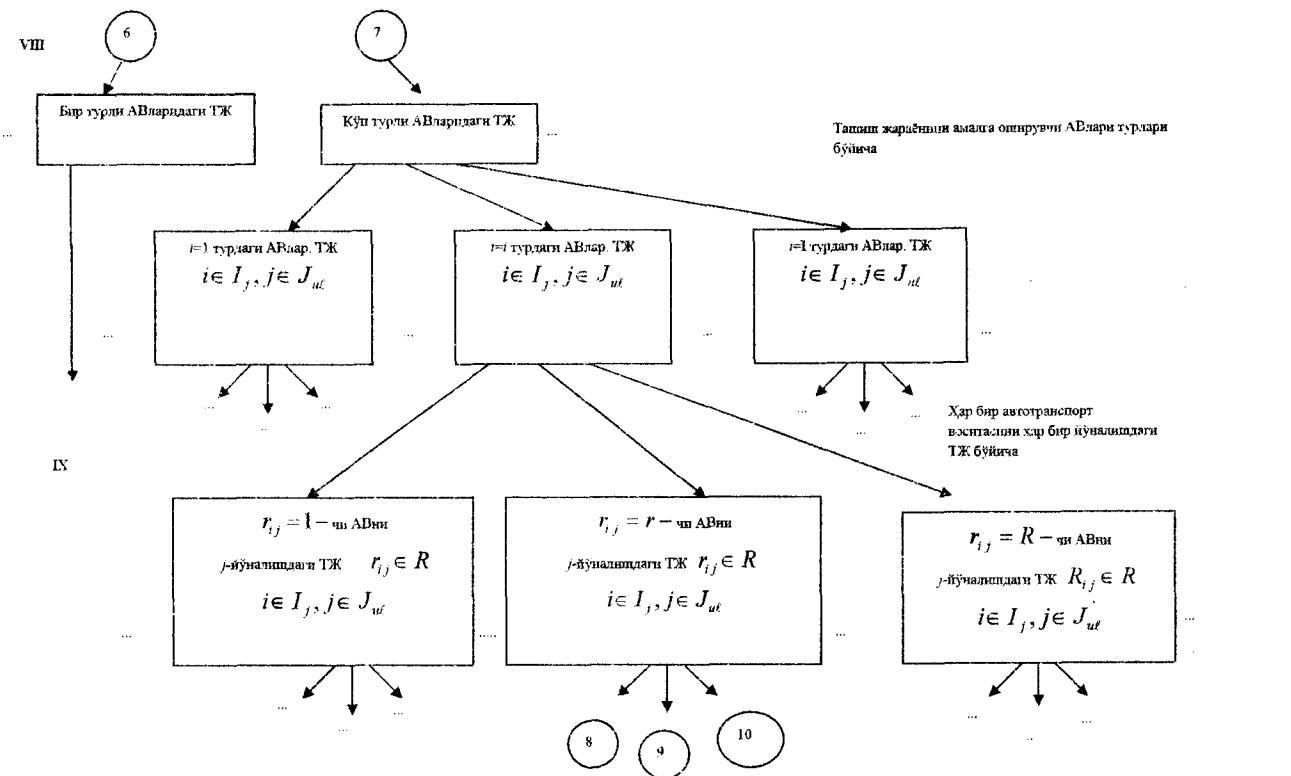 VIII
6
7
Бир турли АВларидаги ТЖ
Кўп турли АВларидаги ТЖ
...
...
Ташиш жараёнини амалга оширувчи АВлари турлари
бўйича
i=1 турдаги АВлар. ТЖ
i∈ I_j , j∈ J_uℓ
i=i турдаги АВлар. ТЖ
i∈ I_j , j∈ J_uℓ
i=I турдаги АВлар. ТЖ
i∈ I_j , j∈ J_uℓ
... ... ... ...
... ... ...
... ... ...
Ҳар бир автотранспорт
воситасини ҳар бир йўналишдаги
ТЖ бўйича
IX
r_ij = 1 – чи АВни
j-йўналишдаги ТЖ r_ij ∈ R
i∈ I_j , j∈ J_uℓ
r_ij = r – чи АВни
j-йўналишдаги ТЖ r_ij ∈ R
i∈ I_j , j∈ J_uℓ
r_ij = R – чи АВни
j-йўналишдаги ТЖ R_ij ∈ R
i∈ I_j , j∈ J_uℓ
... ..... ... ...
... ... ...
... ...
8
9
10